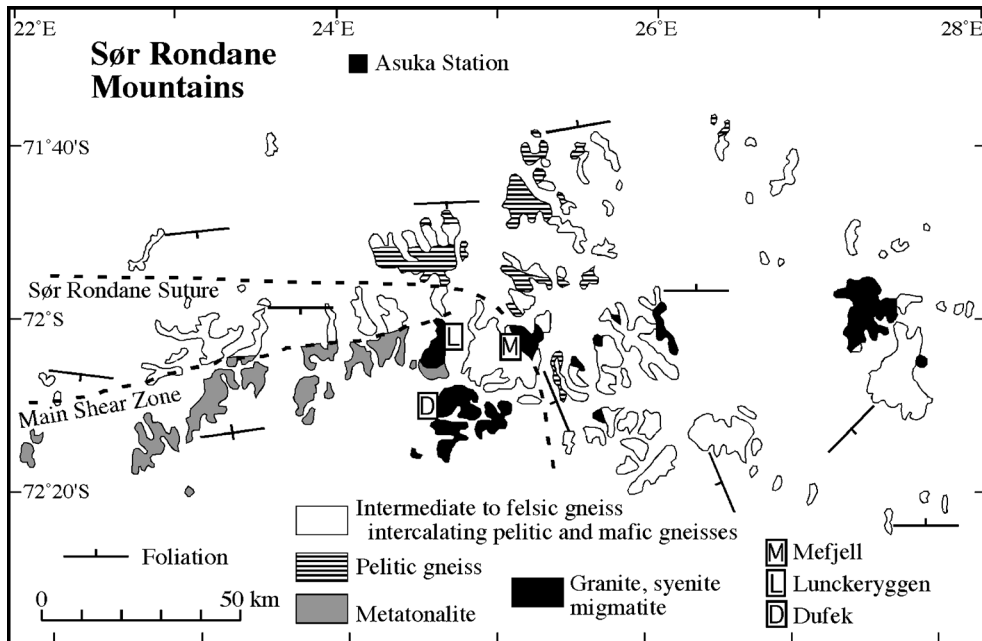 22˚E
24˚E
26˚E
28˚E
Sør Rondane
Mountains
Asuka Station
71˚40'S
Sør Rondane Suture
72˚S
L
M
Main Shear Zone
D
72˚20'S
Intermediate to felsic gneiss
intercalating pelitic and mafic gneisses
Foliation
Pelitic gneiss
Metatonalite
Granite, syenite
migmatite
M Mefjell
L Lunckeryggen
D Dufek
0 50 km